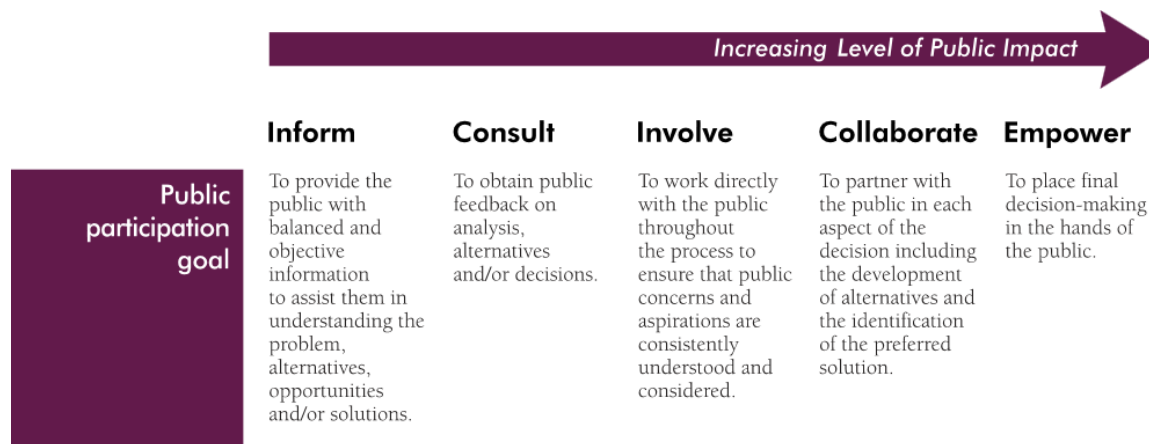 Increasing Level of Public Impact
Inform
Consult
Involve
Collaborate
Empower
Public
participation
goal
To provide the
public with
balanced and
objective
information
to assist them in
understanding the
problem,
alternatives,
opportunities
and/or solutions.
To obtain public
feedback on
analysis,
alternatives
and/or decisions.
To work directly
with the public
throughout
the process to
ensure that public
concerns and
aspirations are
consistently
understood and
considered.
To partner with
the public in each
aspect of the
decision including
the development
of alternatives and
the identification
of the preferred
solution.
To place final
decision-making
in the hands of
the public.